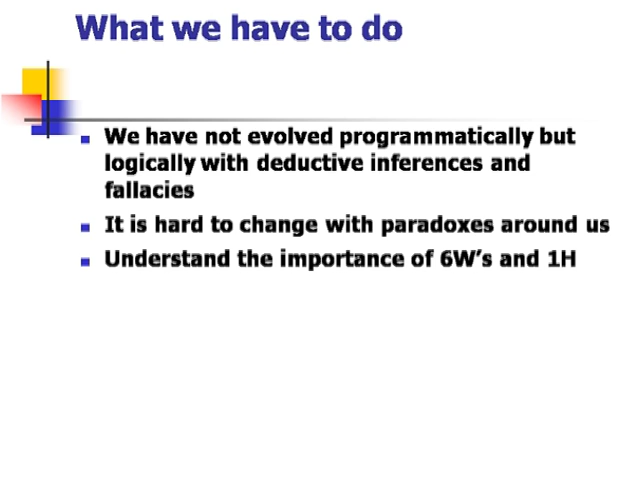 What we have to do
We have not evolved programmatically but
logically with deductive inferences and
fallacies
It is hard to change with paradoxes around us
Understand the importance of 6W's and 1H